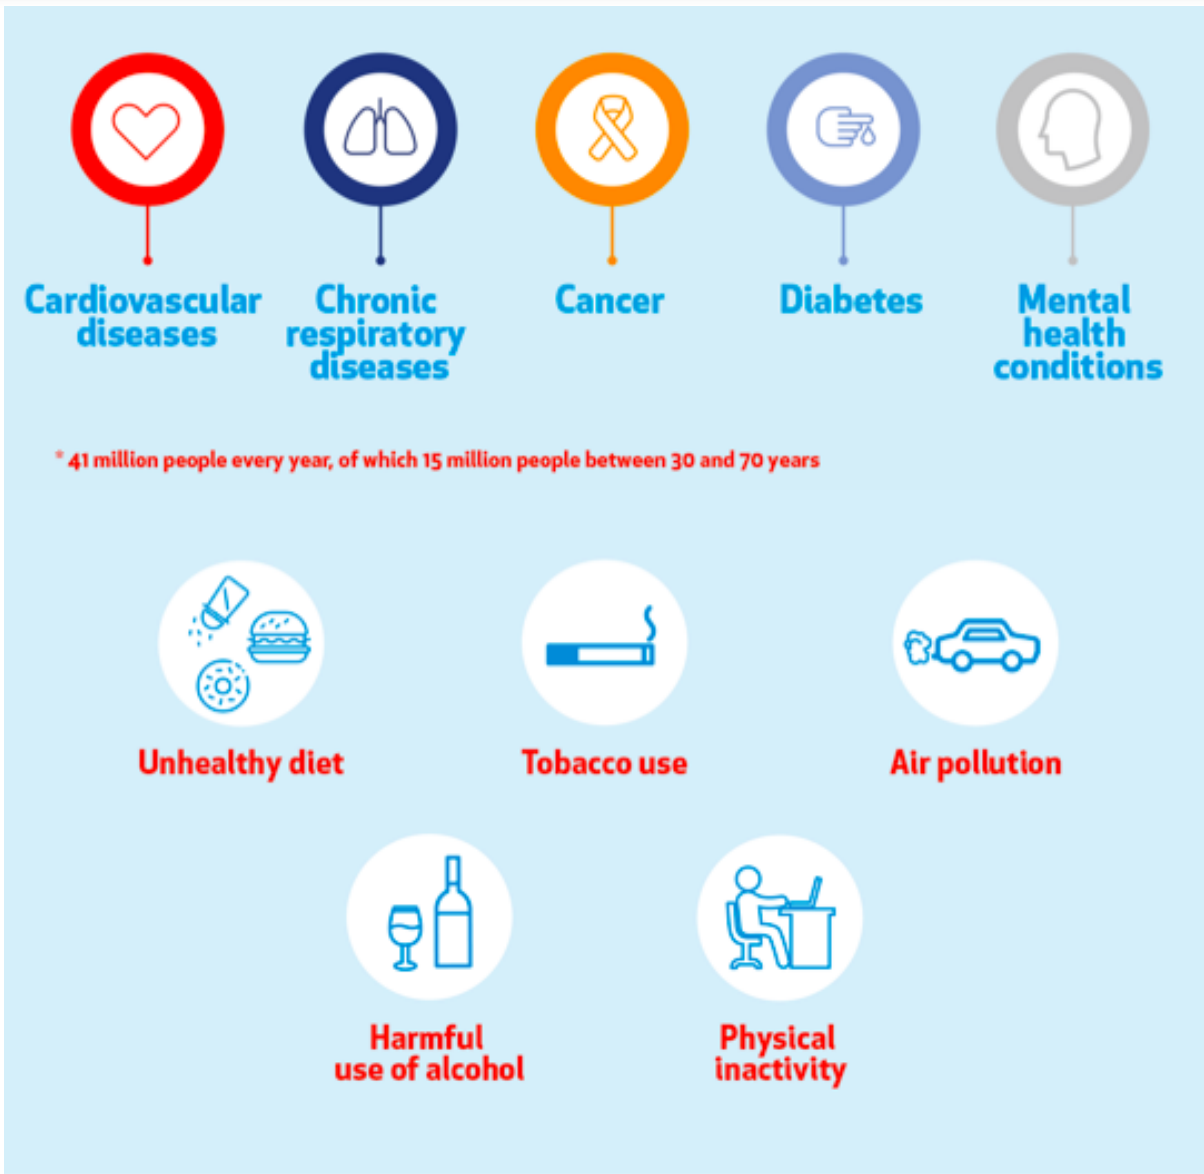 Cardiovascular
diseases
Chronic
respiratory
diseases
Cancer
Diabetes
Mental
health
conditions
* 41 million people every year, of which 15 million people between 30 and 70 years
Unhealthy diet
Tobacco use
Air pollution
Harmful
use of alcohol
Physical
inactivity